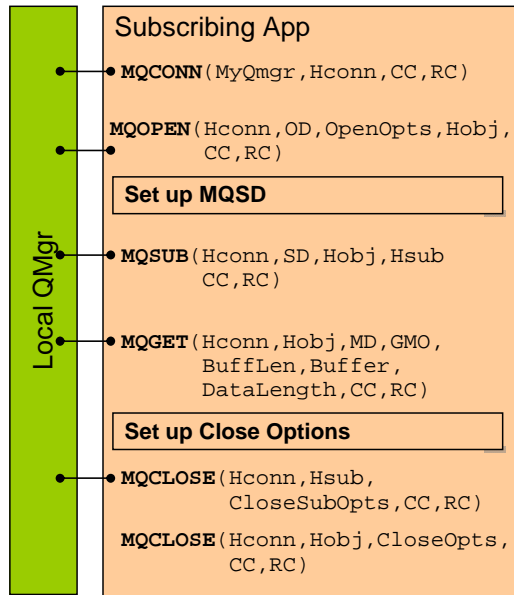 Subscribing App
MQCONN(MyQmgr,Hconn,CC,RC)
MQOPEN(Hconn,OD,OpenOpts,Hobj,
CC,RC)
Set up MQSD
MQSUB(Hconn,SD,Hobj,Hsub
CC,RC)
MQGET(Hconn,Hobj,MD,GMO,
BuffLen,Buffer,
DataLength,CC,RC)
Set up Close Options
MQCLOSE(Hconn,Hsub,
CloseSubOpts,CC,RC)
MQCLOSE(Hconn,Hobj,CloseOpts,
CC,RC)
Local QMgr